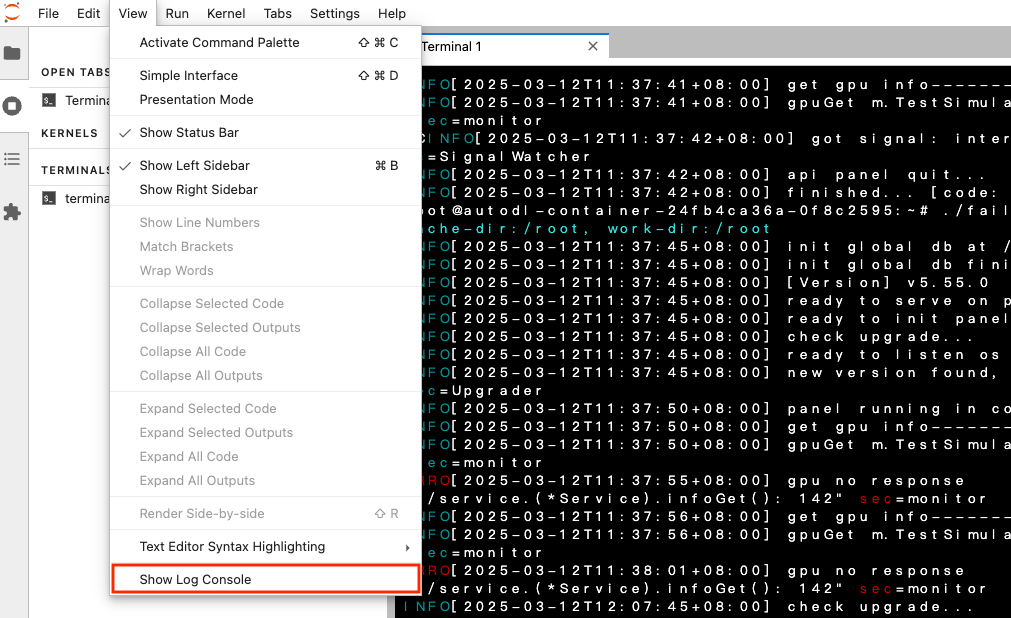 File Edit View Run Kernel Tabs Settings Help
Activate Command Palette ⇧ ⌘ C
Simple Interface ⇧ ⌘ D
Presentation Mode
✓ Show Status Bar
✓ Show Left Sidebar ⌘ B
Show Right Sidebar
Show Line Numbers
Match Brackets
Wrap Words
Collapse Selected Code
Collapse Selected Outputs
Collapse All Code
Collapse All Outputs
Expand Selected Code
Expand Selected Outputs
Expand All Code
Expand All Outputs
Render Side-by-side ⇧ R
Text Editor Syntax Highlighting
Show Log Console
OPEN TABS
Termina
KERNELS
TERMINALS
termina
Terminal 1
NFO[2025-03-12T11:37:41+08:00] get gpu info-------
NFO[2025-03-12T11:37:41+08:00] gpuGet m.TestSimula
ec=monitor
CINFO[2025-03-12T11:37:42+08:00] got signal: inter
=SignalWatcher
NFO[2025-03-12T11:37:42+08:00] api panel quit...
NFO[2025-03-12T11:37:42+08:00] finished... [code:
oot@autodl-container-24fb4ca36a-0f8c2595:~# ./fail
che-dir:/root, work-dir:/root
NFO[2025-03-12T11:37:45+08:00] init global db at /
NFO[2025-03-12T11:37:45+08:00] init global db fini
NFO[2025-03-12T11:37:45+08:00] [Version] v5.55.0
NFO[2025-03-12T11:37:45+08:00] ready to serve on p
NFO[2025-03-12T11:37:45+08:00] ready to init panel
NFO[2025-03-12T11:37:45+08:00] check upgrade...
NFO[2025-03-12T11:37:45+08:00] ready to listen os
NFO[2025-03-12T11:37:45+08:00] new version found,
c=Upgrader
NFO[2025-03-12T11:37:50+08:00] panel running in co
NFO[2025-03-12T11:37:50+08:00] get gpu info-------
NFO[2025-03-12T11:37:50+08:00] gpuGet m.TestSimula
ec=monitor
RRO[2025-03-12T11:37:55+08:00] gpu no response
/service.(*Service).infoGet(): 142" sec=monitor
NFO[2025-03-12T11:37:56+08:00] get gpu info-------
NFO[2025-03-12T11:37:56+08:00] gpuGet m.TestSimula
ec=monitor
RRO[2025-03-12T11:38:01+08:00] gpu no response
/service.(*Service).infoGet(): 142" sec=monitor
INFO[2025-03-12T12:07:45+08:00] check upgrade...